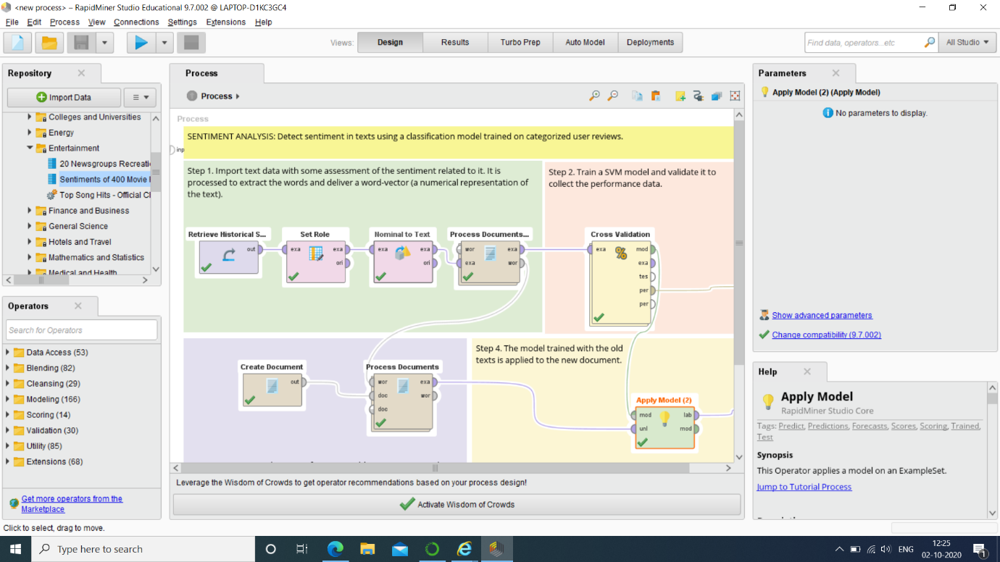 <new process> – RapidMiner Studio Educational 9.7.002 @ LAPTOP-D1KC3GC4
File Edit Process View Connections Settings Extensions Help
Views: Design Results Turbo Prep Auto Model Deployments
Find data, operators...etc
All Studio
Repository
Import Data
Colleges and Universities
Energy
Entertainment
20 Newsgroups Recreati
Sentiments of 400 Movie
Top Song Hits - Official C
Finance and Business
General Science
Hotels and Travel
Mathematics and Statistics
Medical and Health
Operators
Search for Operators
Data Access (53)
Blending (82)
Cleansing (29)
Modeling (166)
Scoring (14)
Validation (30)
Utility (85)
Extensions (68)
Get more operators from the
Marketplace
Process
Process
Process
inp
SENTIMENT ANALYSIS: Detect sentiment in texts using a classification model trained on categorized user reviews.
Step 1. Import text data with some assessment of the sentiment related to it. It is
processed to extract the words and deliver a word-vector (a numerical representation of
the text).
Step 2. Train a SVM model and validate it to
collect the performance data.
Retrieve Historical S...
out
Set Role
exa exa
ori
Nominal to Text
exa exa
ori
Process Documents...
wor exa
exa wor
Cross Validation
exa mod
exa
tes
per
per
Create Document
out
Process Documents
wor exa
doc wor
doc
Step 4. The model trained with the old
texts is applied to the new document.
Apply Model (2)
mod lab
unl mod
Leverage the Wisdom of Crowds to get operator recommendations based on your process design!
Activate Wisdom of Crowds
Parameters
Apply Model (2) (Apply Model)
No parameters to display.
Show advanced parameters
Change compatibility (9.7.002)
Help
Apply Model
RapidMiner Studio Core
Tags: Predict, Predictions, Forecasts, Scores, Scoring, Trained,
Test
Synopsis
This Operator applies a model on an ExampleSet.
Jump to Tutorial Process
Click to select, drag to move.
Type here to search
ENG
12:25
02-10-2020
1